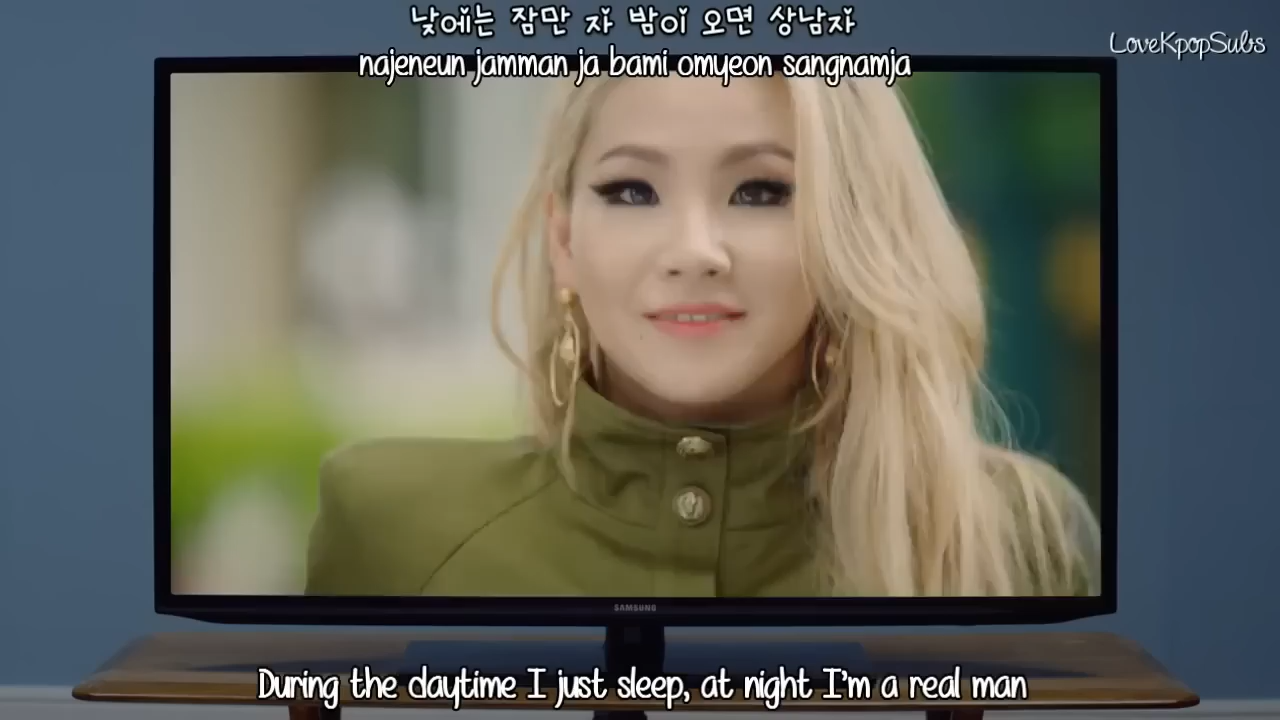 낮에는 잠만 자 밤이 오면 상남자
LoveKpopSubs
najeneun jamman ja bami omyeon sangnamja
SAMSUNG
During the daytime I just sleep, at night I'm a real man